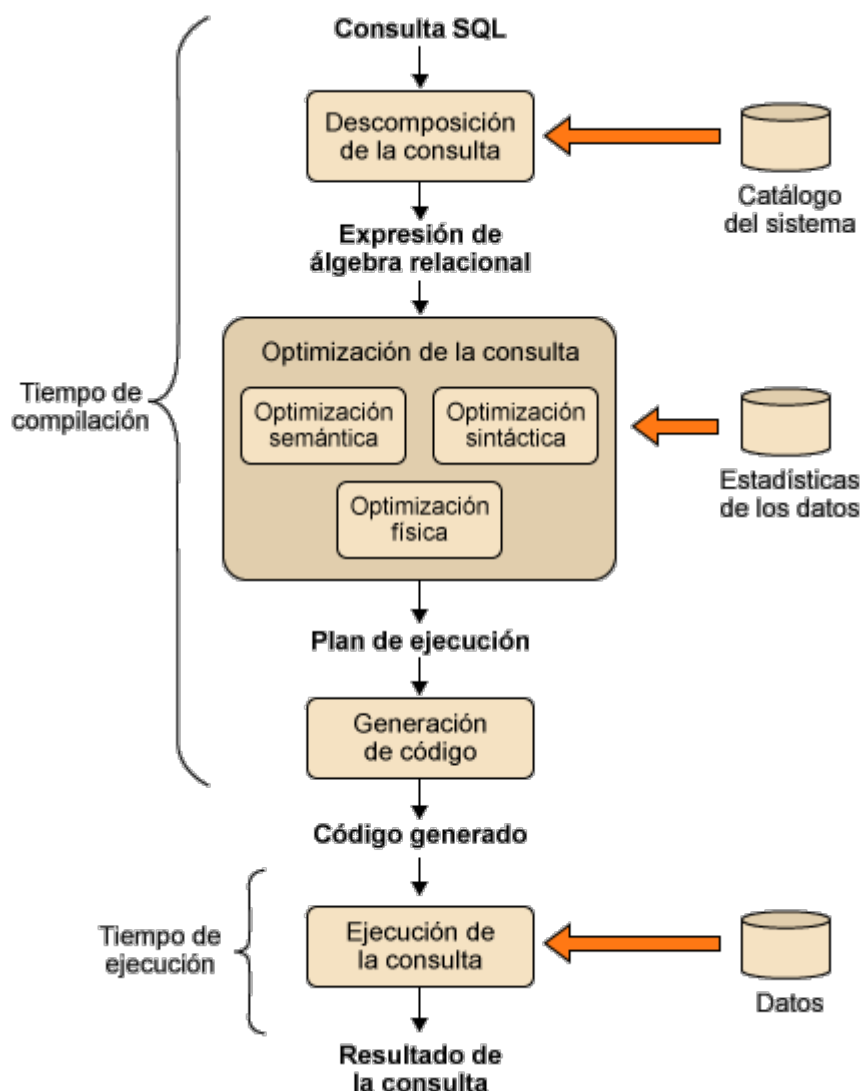 Consulta SQL
Descomposición
de la consulta
Catálogo
del sistema
Expresión de
álgebra relacional
Optimización de la consulta
Optimización
semántica
Optimización
sintáctica
Optimización
física
Tiempo de
compilación
Estadísticas
de los datos
Plan de ejecución
Generación
de código
Código generado
Tiempo de
ejecución
Ejecución de
la consulta
Datos
Resultado de
la consulta